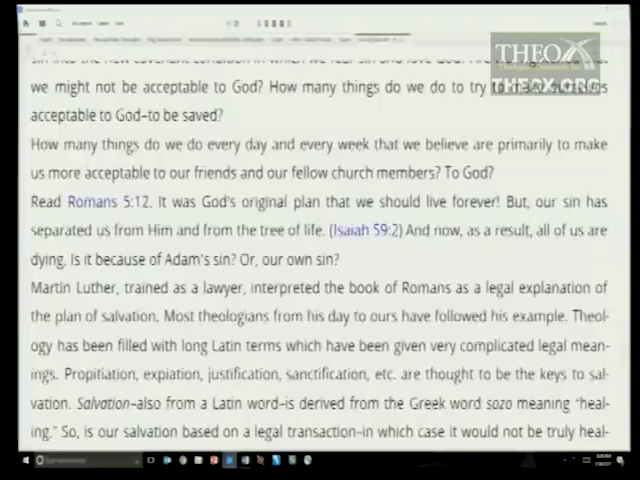 THEO
THEOX.ORG
we might not be acceptable to God? How many things do we do to try to make
acceptable to God–to be saved?
How many things do we do every day and every week that we believe are primarily to make
us more acceptable to our friends and our fellow church members? To God?
Read Romans 5:12. It was God's original plan that we should live forever! But, our sin has
separated us from Him and from the tree of life. (Isaiah 59:2) And now, as a result, all of us are
dying. Is it because of Adam's sin? Or, our own sin?
Martin Luther, trained as a lawyer, interpreted the book of Romans as a legal explanation of
the plan of salvation. Most theologians from his day to ours have followed his example. Theol-
ogy has been filled with long Latin terms which have been given very complicated legal mean-
ings. Propitiation, expiation, justification, sanctification, etc. are thought to be the keys to sal-
vation. Salvation–also from a Latin word–is derived from the Greek word sozo meaning "heal-
ing." So, is our salvation based on a legal transaction–in which case it would not be truly heal-